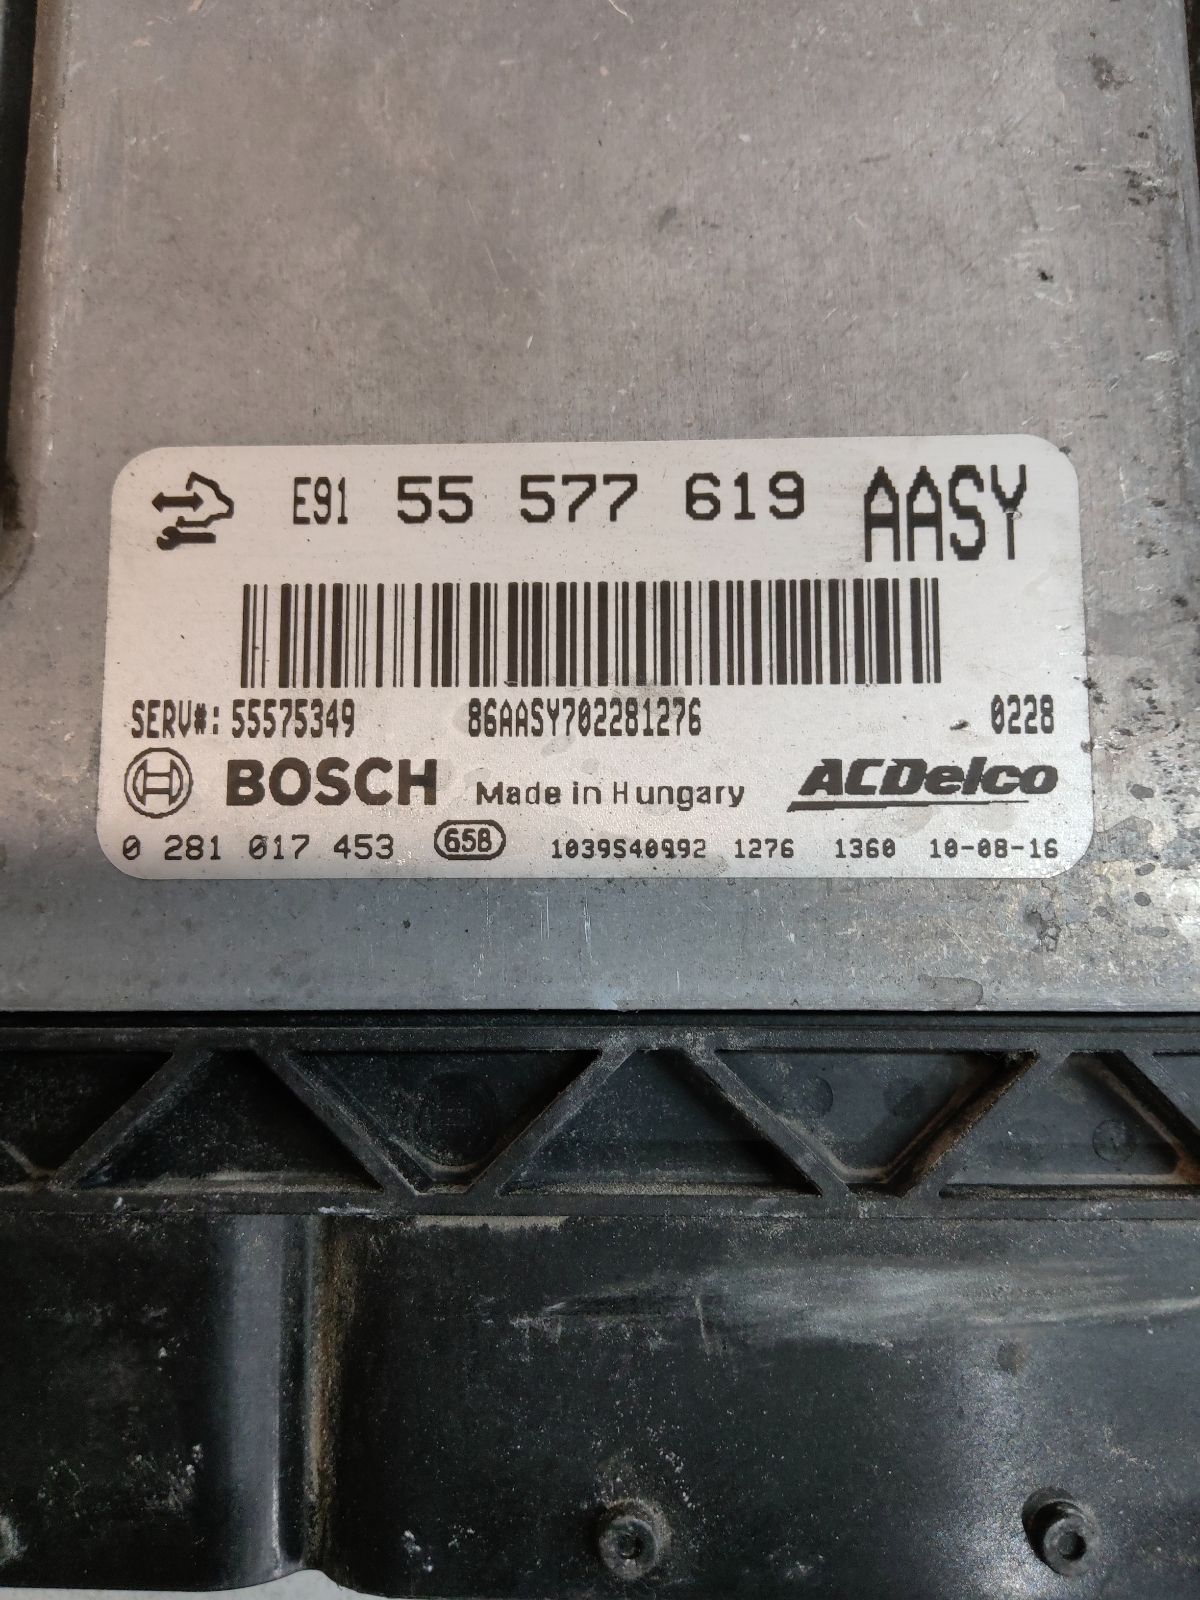 E91 55 577 619 AASY
SERV#: 55575349 86AASY702281276 0228
BOSCH Made in Hungary ACDelco
0 281 017 453 65B 1039S40992 1276 1360 10-08-16